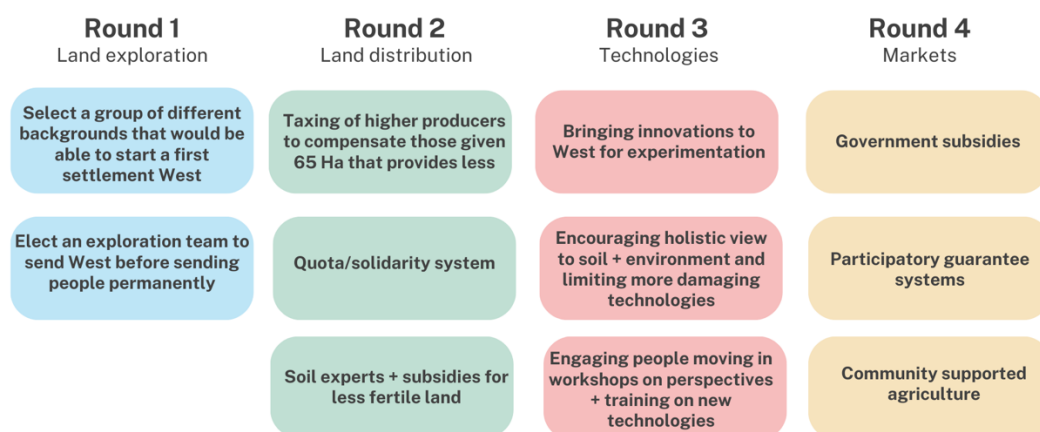 Round 1
Land exploration
Select a group of different
backgrounds that would be
able to start a first
settlement West
Elect an exploration team to
send West before sending
people permanently
Round 2
Land distribution
Taxing of higher producers
to compensate those given
65 Ha that provides less
Quota/solidarity system
Soil experts + subsidies for
less fertile land
Round 3
Technologies
Bringing innovations to
West for experimentation
Encouraging holistic view
to soil + environment and
limiting more damaging
technologies
Engaging people moving in
workshops on perspectives
+ training on new
technologies
Round 4
Markets
Government subsidies
Participatory guarantee
systems
Community supported
agriculture